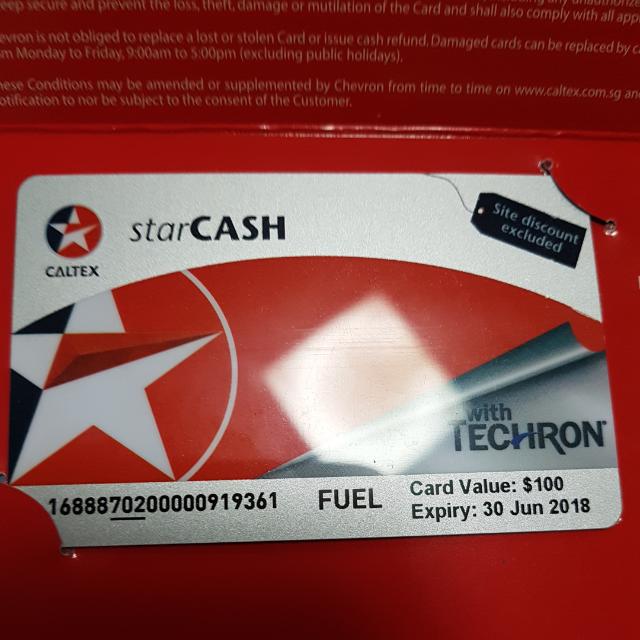 eep secure and prevent the loss, theft, damage or mutilation of the Card and shall also comply with all app
evron is not obliged to replace a lost or stolen Card or issue cash refund. Damaged cards can be replaced by c
m Monday to Friday, 9:00am to 5:00pm (excluding public holidays).
ese Conditions may be amended or supplemented by Chevron from time to time on www.caltex.com.sg and
otification to nor be subject to the consent of the Customer.
CALTEX
starCASH
Site discount
excluded
with
TECHRON
1688870200000919361
FUEL
Card Value: $100
Expiry: 30 Jun 2018